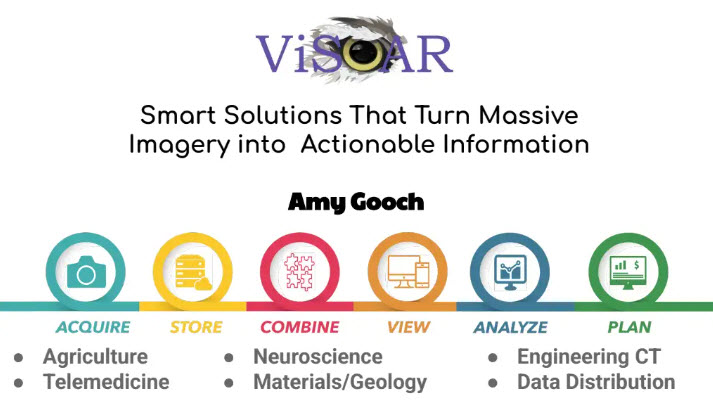 ViSOAR
Smart Solutions That Turn Massive
Imagery into Actionable Information
Amy Gooch
$
ACQUIRE STORE COMBINE VIEW ANALYZE PLAN
• Agriculture • Neuroscience • Engineering CT
• Telemedicine • Materials/Geology • Data Distribution